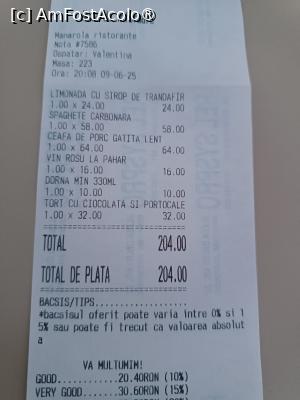 [c] AmFostAcolo®
Manarola ristorante
Nota #7586
Ospatar: Valentina
Masa: 223
Ora: 20:08 09-06-25
LIMONADA CU SIROP DE TRANDAFIR
1.00 x 24.00 24.00
SPAGHETE CARBONARA
1.00 x 58.00 58.00
CEAFA DE PORC GATITA LENT
1.00 x 64.00 64.00
VIN ROSU LA PAHAR
1.00 x 16.00 16.00
DORNA MIN 330ML
1.00 x 10.00 10.00
TORT CU CIOCOLATA SI PORTOCALE
1.00 x 32.00 32.00
TOTAL 204.00
TOTAL DE PLATA 204.00
BACSIS/TIPS....................
*bacsisul oferit poate varia intre 0% si 1
5% sau poate fi trecut ca valoarea absolut
a
VA MULTUMIM!
GOOD............20.40RON (10%)
VERY GOOD.......30.60RON (15%)